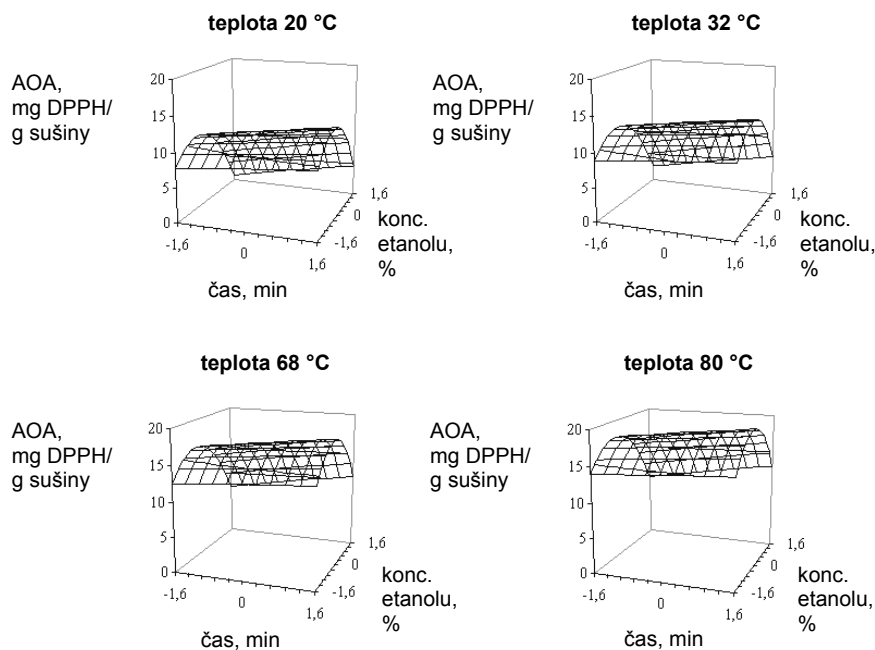 teplota 20 °C
AOA,
mg DPPH/
g sušiny
20
15
10
5
0
-1,6
0
1,6
-1,6
0
1,6
čas, min
konc.
etanolu,
%
teplota 32 °C
AOA,
mg DPPH/
g sušiny
20
15
10
5
0
-1,6
0
1,6
-1,6
0
1,6
čas, min
konc.
etanolu,
%
teplota 68 °C
AOA,
mg DPPH/
g sušiny
20
15
10
5
0
-1,6
0
1,6
-1,6
0
1,6
čas, min
konc.
etanolu,
%
teplota 80 °C
AOA,
mg DPPH/
g sušiny
20
15
10
5
0
-1,6
0
1,6
-1,6
0
1,6
čas, min
konc.
etanolu,
%